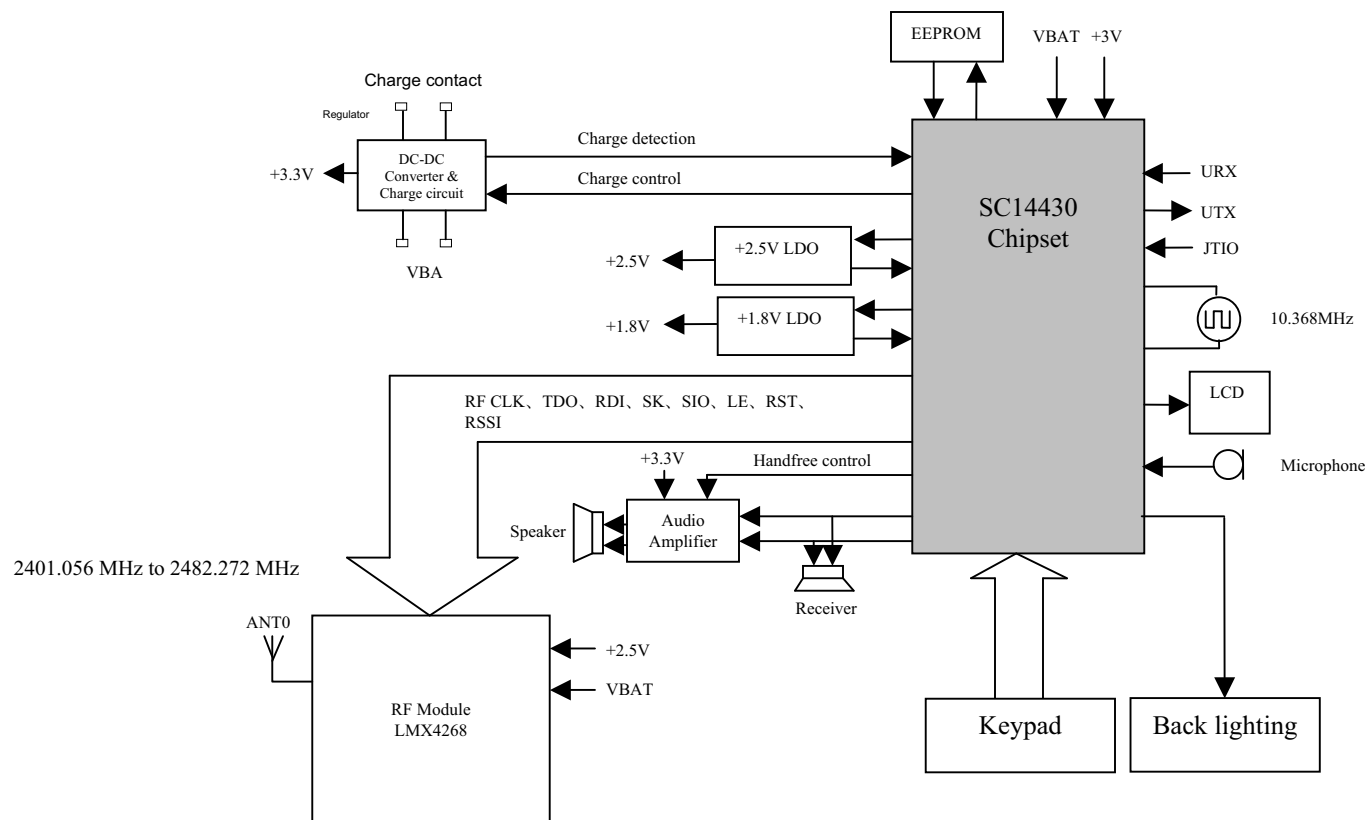 EEPROM
VBAT +3V
Charge contact
Regulator
Charge detection
DC-DC
Converter &
Charge circuit
+3.3V
Charge control
VBA
URX
UTX
JTIO
SC14430
Chipset
+2.5V LDO
+2.5V
+1.8V LDO
+1.8V
10.368MHz
LCD
RF CLK、TDO、RDI、SK、SIO、LE、RST、
RSSI
+3.3V
Handfree control
Microphone
Speaker
Audio
Amplifier
Receiver
2401.056 MHz to 2482.272 MHz
ANT0
+2.5V
VBAT
RF Module
LMX4268
Keypad
Back lighting